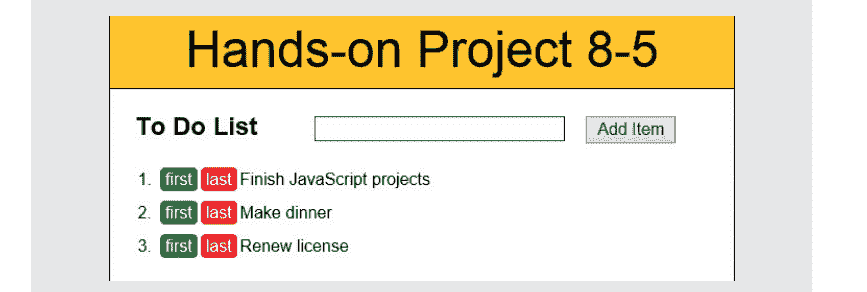 Hands-on Project 8-5
To Do List Add Item
1. first last Finish JavaScript projects
2. first last Make dinner
3. first last Renew license